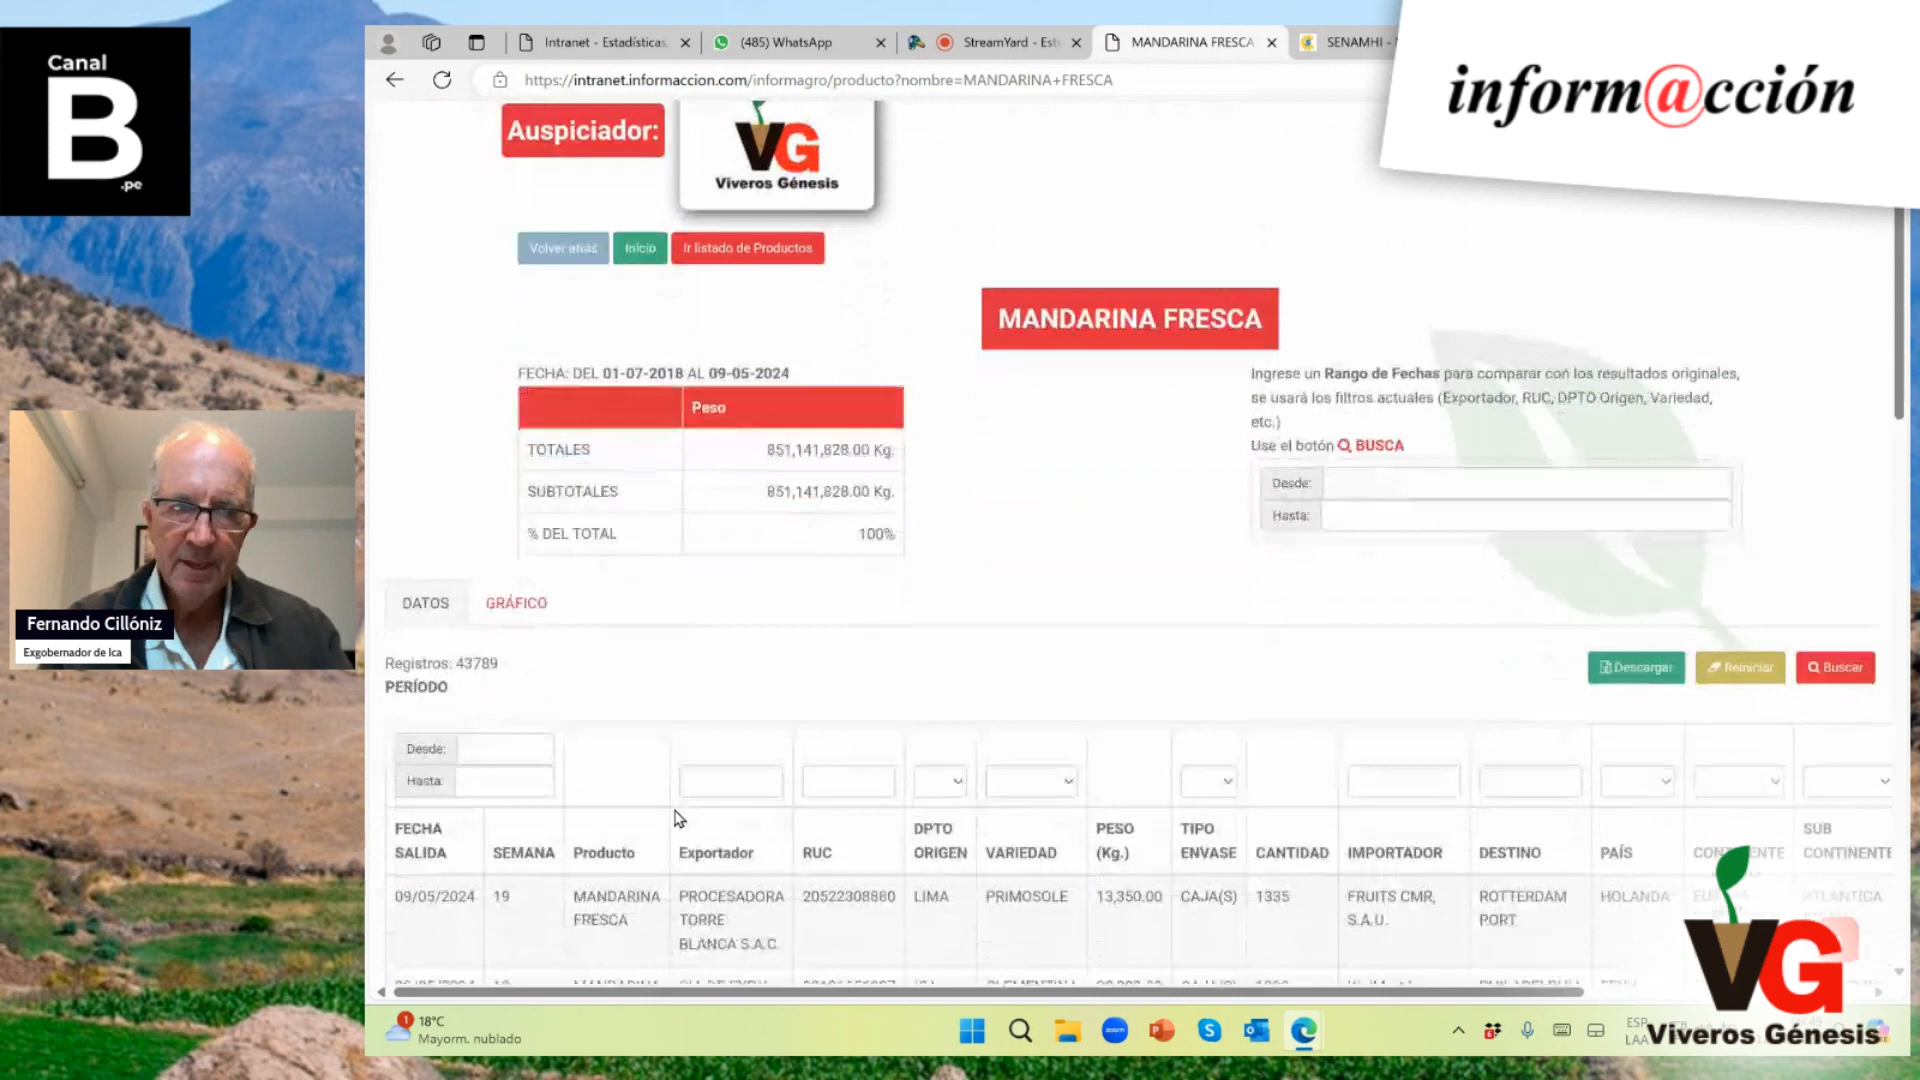 Canal
B
.pe
Intranet - Estadísticas
(485) WhatsApp
StreamYard - Est
MANDARINA FRESCA
SENAMHI -
https://intranet.informaccion.com/informagro/producto?nombre=MANDARINA+FRESCA
inform@cción
Auspiciador:
VG
Viveros Génesis
Volver atrás
Inicio
Ir listado de Productos
MANDARINA FRESCA
FECHA: DEL 01-07-2018 AL 09-05-2024
Peso
TOTALES 851,141,828.00 Kg.
SUBTOTALES 851,141,828.00 Kg.
% DEL TOTAL 100%
Ingrese un Rango de Fechas para comparar con los resultados originales,
se usará los filtros actuales (Exportador, RUC, DPTO Origen, Variedad,
etc.)
Use el botón BUSCA
Desde:
Hasta:
DATOS GRÁFICO
Registros: 43789
PERÍODO
Descargar Reiniciar Buscar
Desde:
Hasta:
FECHA SALIDA SEMANA Producto Exportador RUC DPTO ORIGEN VARIEDAD PESO (Kg.) TIPO ENVASE CANTIDAD IMPORTADOR DESTINO PAÍS SUB CONTINENTE
09/05/2024 19 MANDARINA FRESCA PROCESADORA TORRE BLANCA S.A.C. 20522308880 LIMA PRIMOSOLE 13,350.00 CAJA(S) 1335 FRUITS CMR, S.A.U. ROTTERDAM PORT HOLANDA
Fernando Cillóniz
Exgobernador de Ica
1
18°C
Mayorm. nublado
zoom
ESP
LAA
VG
Viveros Génesis